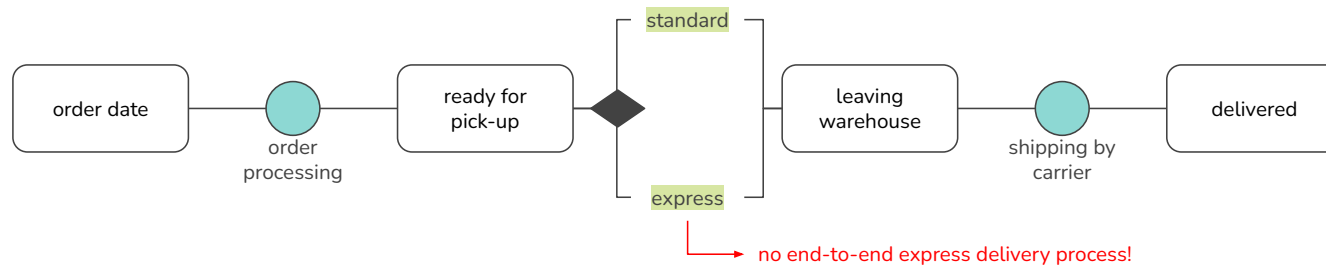 order date
order
processing
ready for
pick-up
standard
express
no end-to-end express delivery process!
leaving
warehouse
shipping by
carrier
delivered